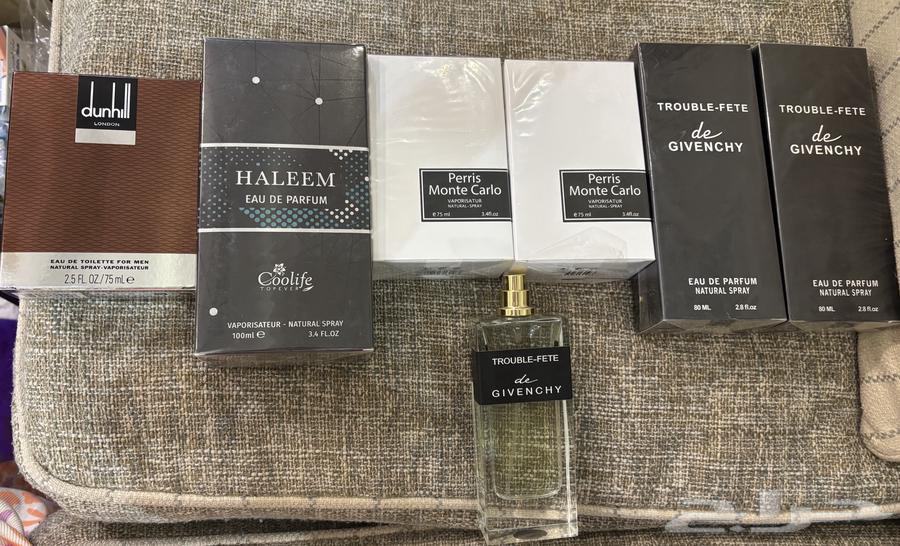 dunhill
LONDON
EAU DE TOILETTE FOR MEN
NATURAL SPRAY-VAPORISATEUR
2.5 FL OZ/75 mL e
HALEEM
EAU DE PARFUM
Coolife
TOPEVER
VAPORISATEUR - NATURAL SPRAY
100ml e 3.4 FL.OZ
Perris
Monte Carlo
VAPORISATEUR
NATURAL-SPRAY
e 75 ml 3.4fl.oz
Perris
Monte Carlo
VAPORISATEUR
NATURAL-SPRAY
e 75 ml 3.4fl.oz
TROUBLE-FETE
de
GIVENCHY
EAU DE PARFUM
NATURAL SPRAY
80 ML 2.8 fl.oz
TROUBLE-FETE
de
GIVENCHY
EAU DE PARFUM
NATURAL SPRAY
80 ML 2.8 fl.oz
TROUBLE-FETE
de
GIVENCHY
حراج